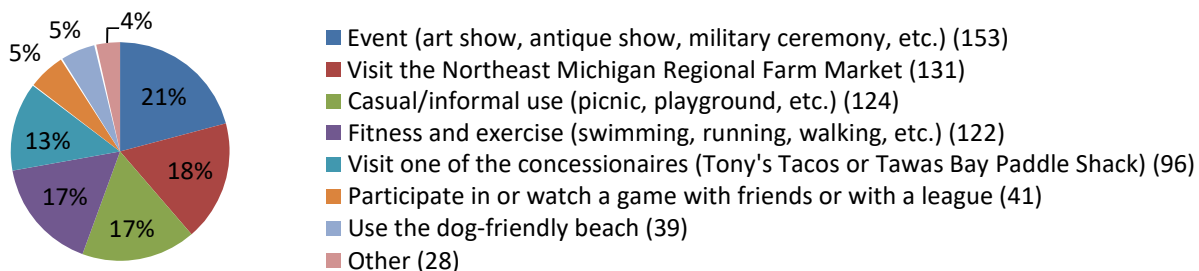 4%
5%
5%
21%
13%
18%
17%
17%
Event (art show, antique show, military ceremony, etc.) (153)
Visit the Northeast Michigan Regional Farm Market (131)
Casual/informal use (picnic, playground, etc.) (124)
Fitness and exercise (swimming, running, walking, etc.) (122)
Visit one of the concessionaires (Tony's Tacos or Tawas Bay Paddle Shack) (96)
Participate in or watch a game with friends or with a league (41)
Use the dog-friendly beach (39)
Other (28)